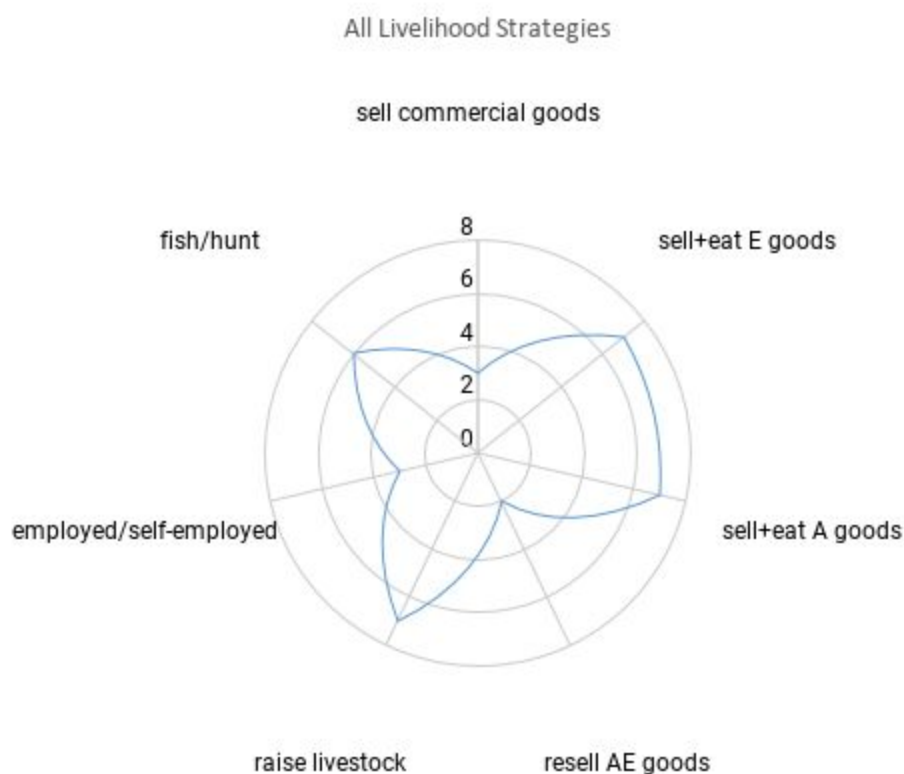 All Livelihood Strategies
sell commercial goods
fish/hunt
sell+eat E goods
8
6
4
2
0
employed/self-employed
sell+eat A goods
raise livestock
resell AE goods